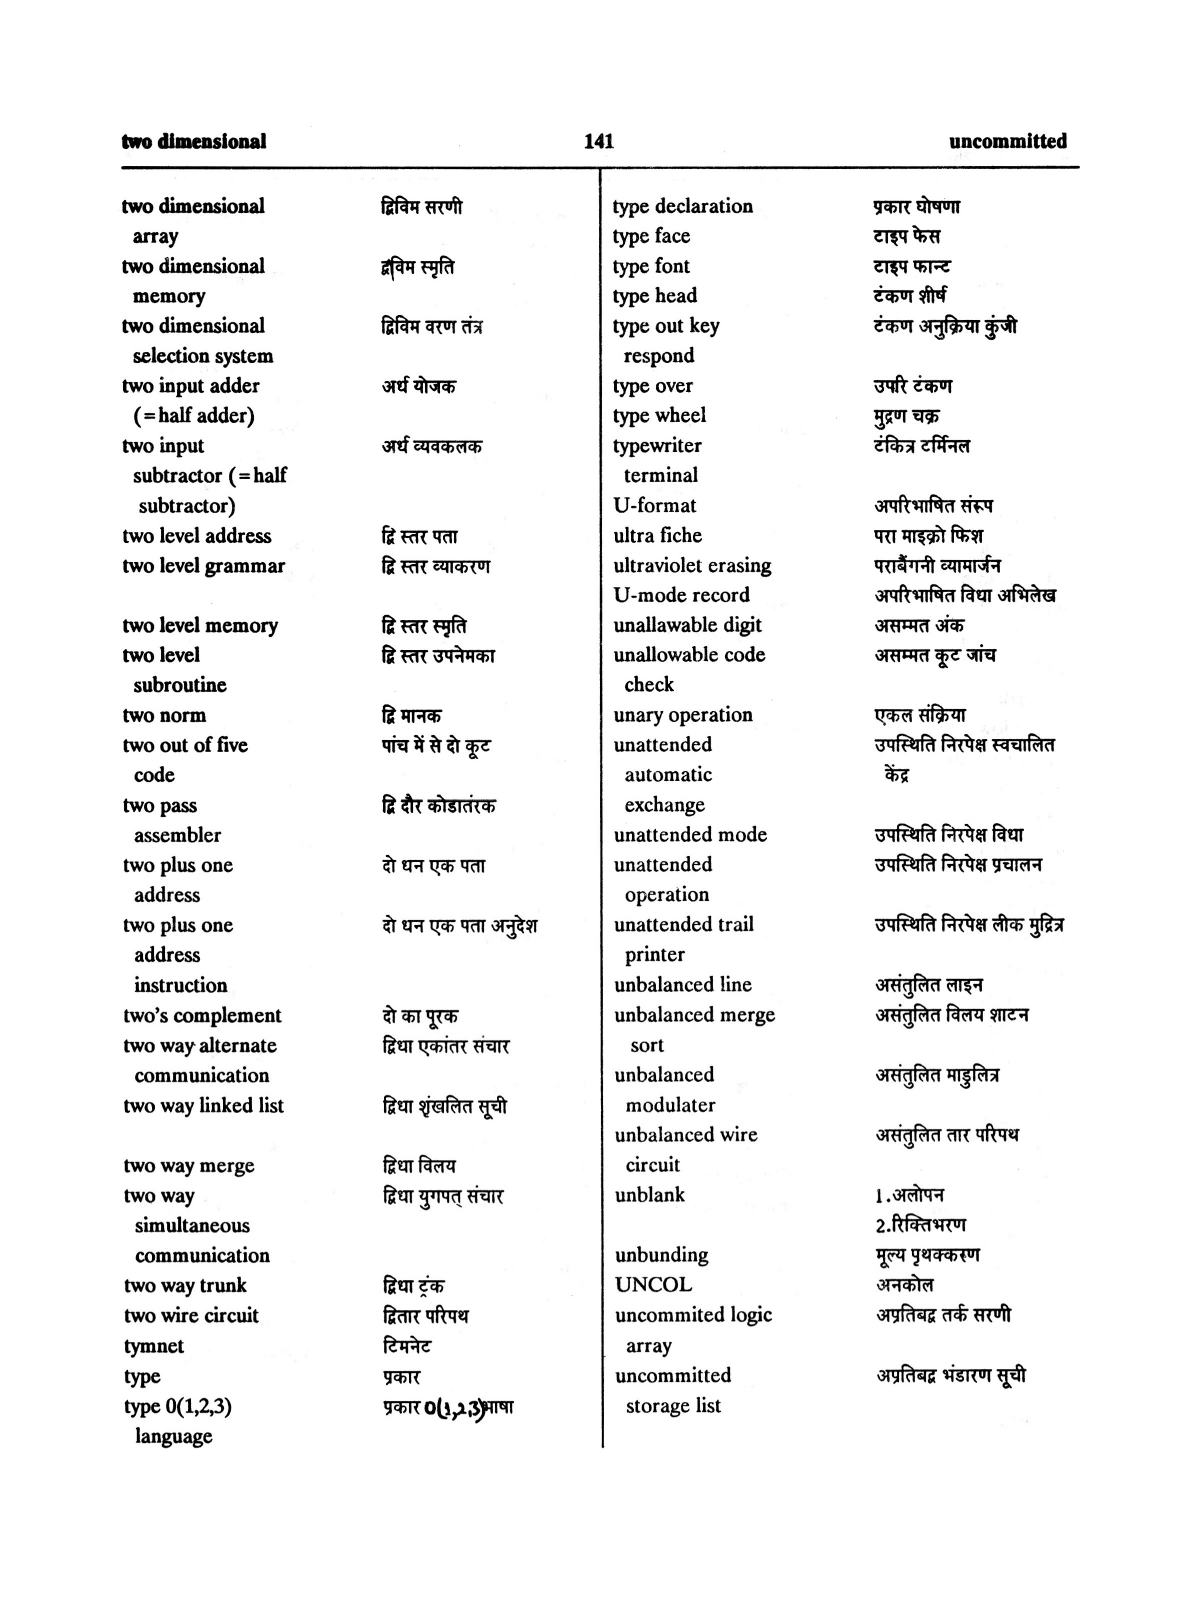 two dimensional 141 uncommitted
two dimensional द्विविम सरणी
array
two dimensional द्वविम स्मृति
memory
two dimensional द्विविम वरण तंत्र
selection system
two input adder अर्ध योजक
(=half adder)
two input अर्ध व्यवकलक
subtractor (=half
subtractor)
two level address द्वि स्तर पता
two level grammar द्वि स्तर व्याकरण
two level memory द्वि स्तर स्मृति
two level द्वि स्तर उपनेमका
subroutine
two norm द्वि मानक
two out of five पांच में से दो कूट
code
two pass द्वि दौर कोडातंरक
assembler
two plus one दो धन एक पता
address
two plus one दो धन एक पता अनुदेश
address
instruction
two's complement दो का पूरक
two way alternate द्विधा एकांतर संचार
communication
two way linked list द्विधा शृंखलित सूची
two way merge द्विधा विलय
two way द्विधा युगपत् संचार
simultaneous
communication
two way trunk द्विधा ट्रंक
two wire circuit द्वितार परिपथ
tymnet टिमनेट
type प्रकार
type 0(1,2,3) प्रकार 0(1,2,3)भाषा
language
type declaration प्रकार घोषणा
type face टाइप फेस
type font टाइप फान्ट
type head टंकण शीर्ष
type out key टंकण अनुक्रिया कुंजी
respond
type over उपरि टंकण
type wheel मुद्रण चक्र
typewriter टंकित्र टर्मिनल
terminal
U-format अपरिभाषित संरूप
ultra fiche परा माइक्रो फिश
ultraviolet erasing पराबैंगनी व्यामार्जन
U-mode record अपरिभाषित विधा अभिलेख
unallawable digit असम्मत अंक
unallowable code असम्मत कूट जांच
check
unary operation एकल संक्रिया
unattended उपस्थिति निरपेक्ष स्वचालित
automatic केंद्र
exchange
unattended mode उपस्थिति निरपेक्ष विधा
unattended उपस्थिति निरपेक्ष प्रचालन
operation
unattended trail उपस्थिति निरपेक्ष लीक मुद्रित्र
printer
unbalanced line असंतुलित लाइन
unbalanced merge असंतुलित विलय शाटन
sort
unbalanced असंतुलित माडुलित्र
modulater
unbalanced wire असंतुलित तार परिपथ
circuit
unblank 1.अलोपन
2.रिक्तिभरण
unbunding मूल्य पृथक्करण
UNCOL अनकोल
uncommited logic अप्रतिबद्व तर्क सरणी
array
uncommitted अप्रतिबद्व भंडारण सूची
storage list